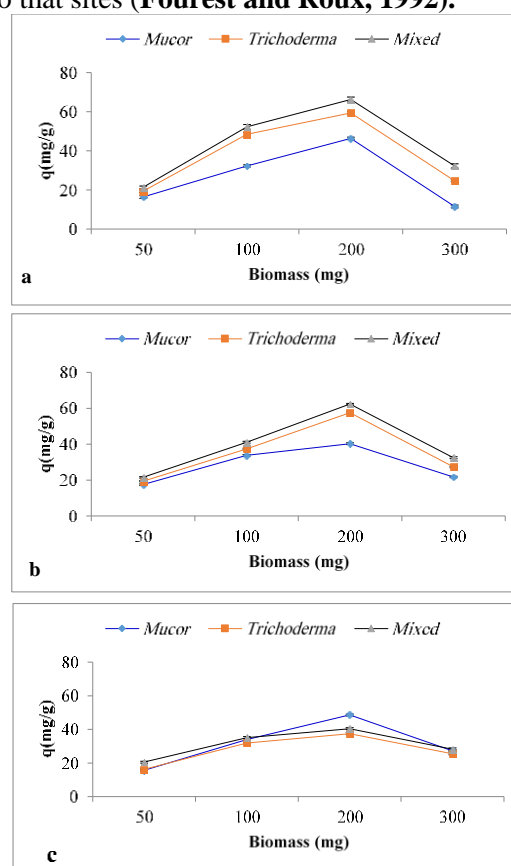 o that sites (Fourest and Roux, 1992).
Mucor Trichoderma Mixed
80
60
40
20
0
q(mg/g)
50 100 200 300
Biomass (mg)
a
Mucor Trichoderma Mixed
80
60
40
20
0
q(mg/g)
50 100 200 300
Biomass (mg)
b
Mucor Trichoderma Mixed
80
60
40
20
0
q(mg/g)
50 100 200 300
Biomass (mg)
c